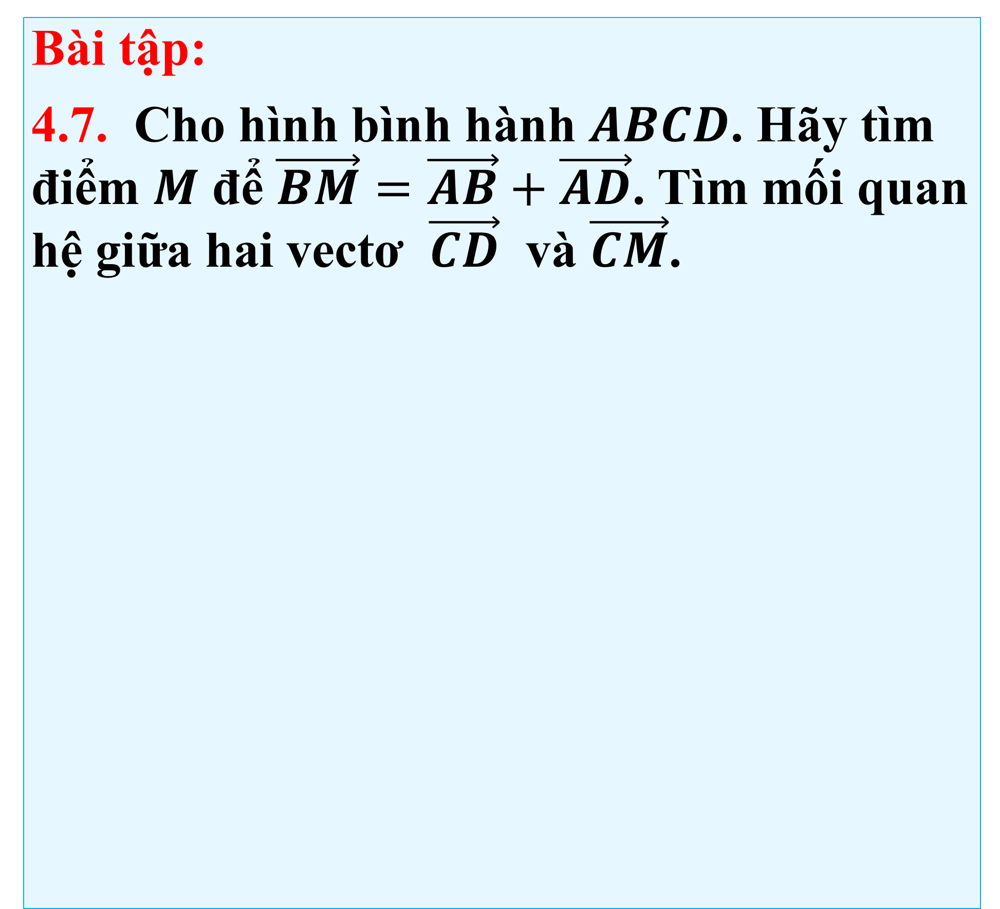 Bài tập:
4.7. Cho hình bình hành $ABCD$. Hãy tìm
điểm $M$ để $\overrightarrow{BM} = \overrightarrow{AB} + \overrightarrow{AD}$. Tìm mối quan
hệ giữa hai vectơ $\overrightarrow{CD}$ và $\overrightarrow{CM}$.